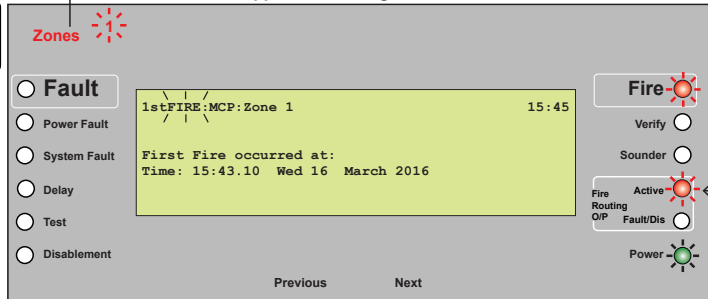 Zones 1
Fault
Power Fault
System Fault
Delay
Test
Disablement
1stFIRE:MCP:Zone 1 15:45
First Fire occurred at:
Time: 15:43.10 Wed 16 March 2016
Fire
Verify
Sounder
Fire Routing O/P
Active
Fault/Dis
Power
Previous Next